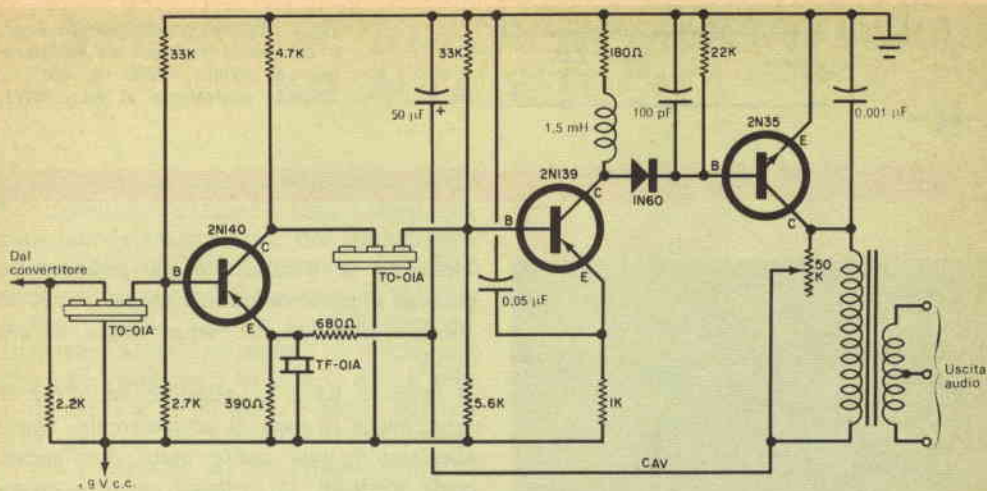 33K
4.7K
50 µF
+
33K
180Ω
1,5 mH
100 pF
22K
2N35
0,001 µF
2N139
2N140
C
B
E
1N60
B
C
E
C
B
E
Dal
convertitore
TO-01A
TO-01A
0,05 µF
50
K
680Ω
TF-01A
Uscita
audio
2.2K
2.7K
390Ω
5.6K
1K
CAV
9 V c.c.